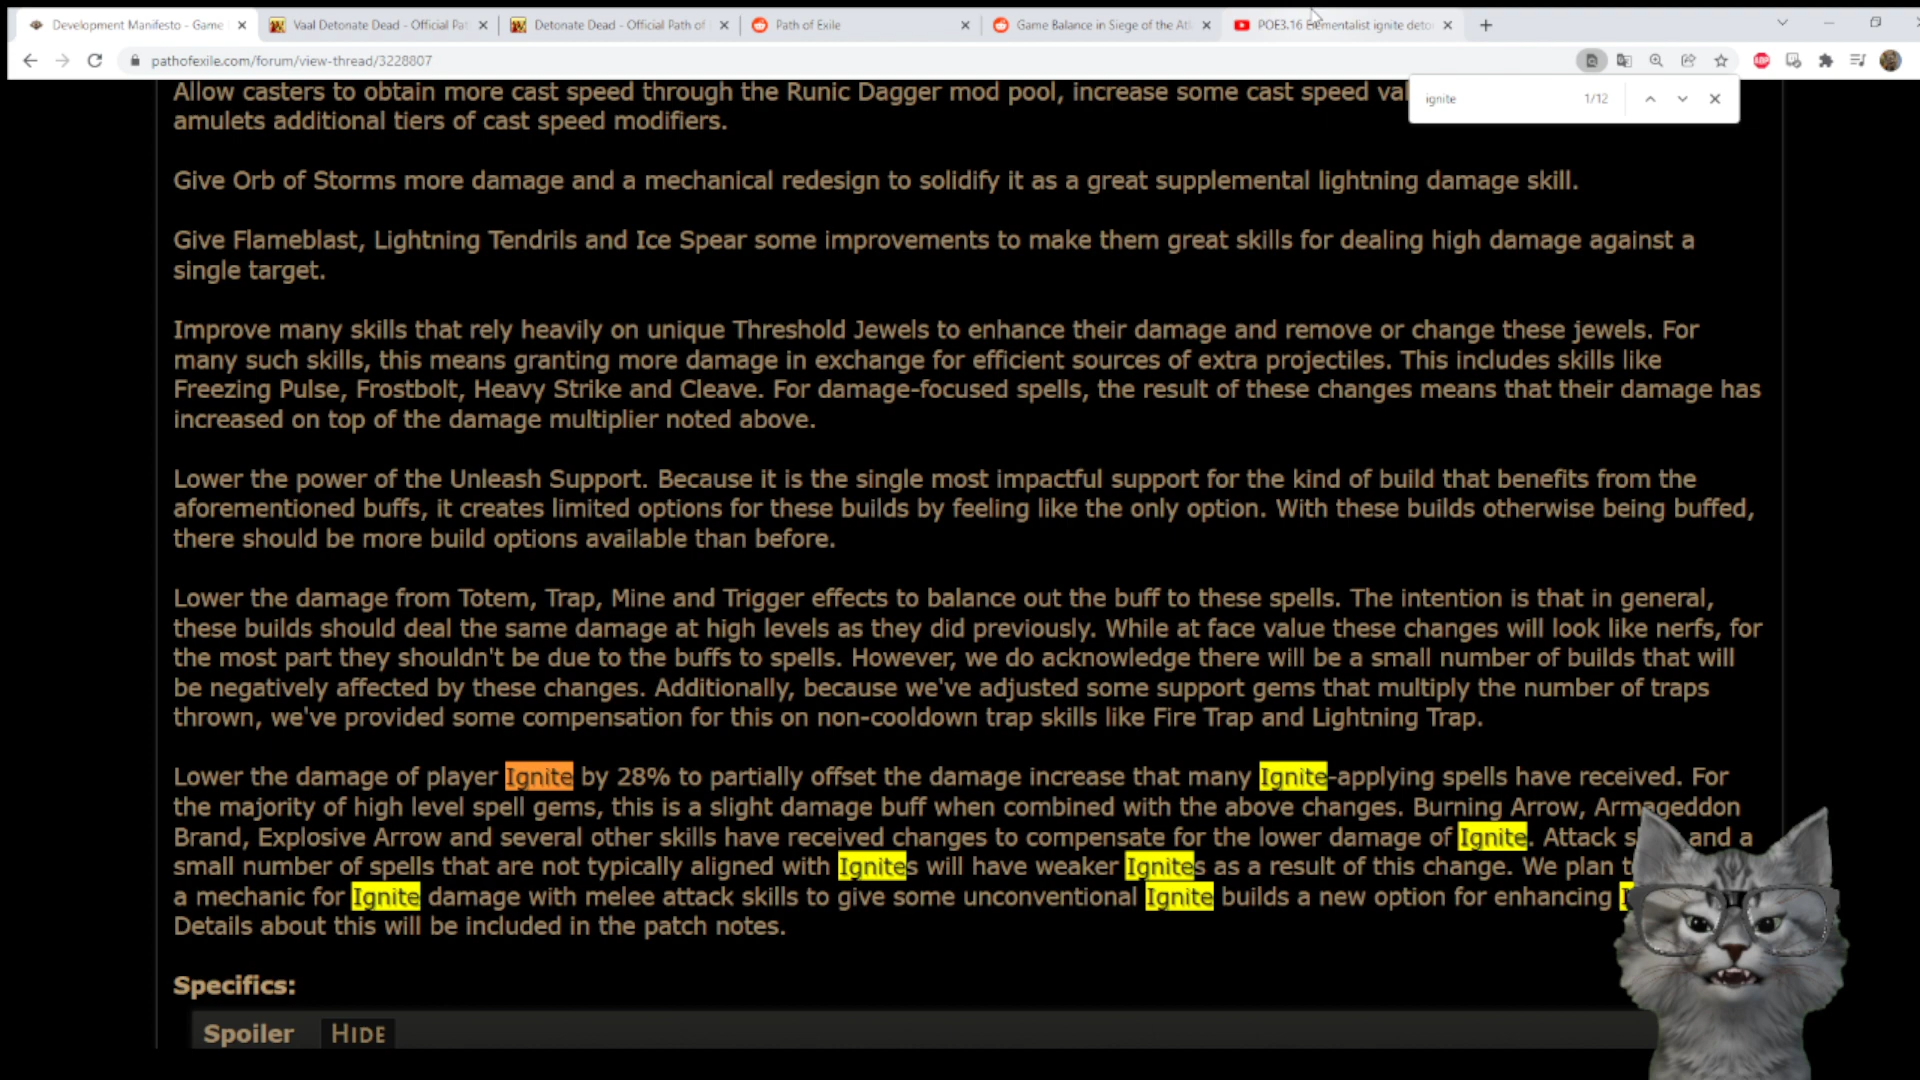 Development Manifesto - Game
Vaal Detonate Dead - Official Pat
Detonate Dead - Official Path of
Path of Exile
Game Balance in Siege of the Atl
POE3.16 Elementalist ignite deto
pathofexile.com/forum/view-thread/3228807
ignite 1/12
Allow casters to obtain more cast speed through the Runic Dagger mod pool, increase some cast speed val
amulets additional tiers of cast speed modifiers.
Give Orb of Storms more damage and a mechanical redesign to solidify it as a great supplemental lightning damage skill.
Give Flameblast, Lightning Tendrils and Ice Spear some improvements to make them great skills for dealing high damage against a
single target.
Improve many skills that rely heavily on unique Threshold Jewels to enhance their damage and remove or change these jewels. For
many such skills, this means granting more damage in exchange for efficient sources of extra projectiles. This includes skills like
Freezing Pulse, Frostbolt, Heavy Strike and Cleave. For damage-focused spells, the result of these changes means that their damage has
increased on top of the damage multiplier noted above.
Lower the power of the Unleash Support. Because it is the single most impactful support for the kind of build that benefits from the
aforementioned buffs, it creates limited options for these builds by feeling like the only option. With these builds otherwise being buffed,
there should be more build options available than before.
Lower the damage from Totem, Trap, Mine and Trigger effects to balance out the buff to these spells. The intention is that in general,
these builds should deal the same damage at high levels as they did previously. While at face value these changes will look like nerfs, for
the most part they shouldn't be due to the buffs to spells. However, we do acknowledge there will be a small number of builds that will
be negatively affected by these changes. Additionally, because we've adjusted some support gems that multiply the number of traps
thrown, we've provided some compensation for this on non-cooldown trap skills like Fire Trap and Lightning Trap.
Lower the damage of player Ignite by 28% to partially offset the damage increase that many Ignite-applying spells have received. For
the majority of high level spell gems, this is a slight damage buff when combined with the above changes. Burning Arrow, Armageddon
Brand, Explosive Arrow and several other skills have received changes to compensate for the lower damage of Ignite. Attack s and a
small number of spells that are not typically aligned with Ignites will have weaker Ignites as a result of this change. We plan t
a mechanic for Ignite damage with melee attack skills to give some unconventional Ignite builds a new option for enhancing
Details about this will be included in the patch notes.
Specifics:
Spoiler HIDE